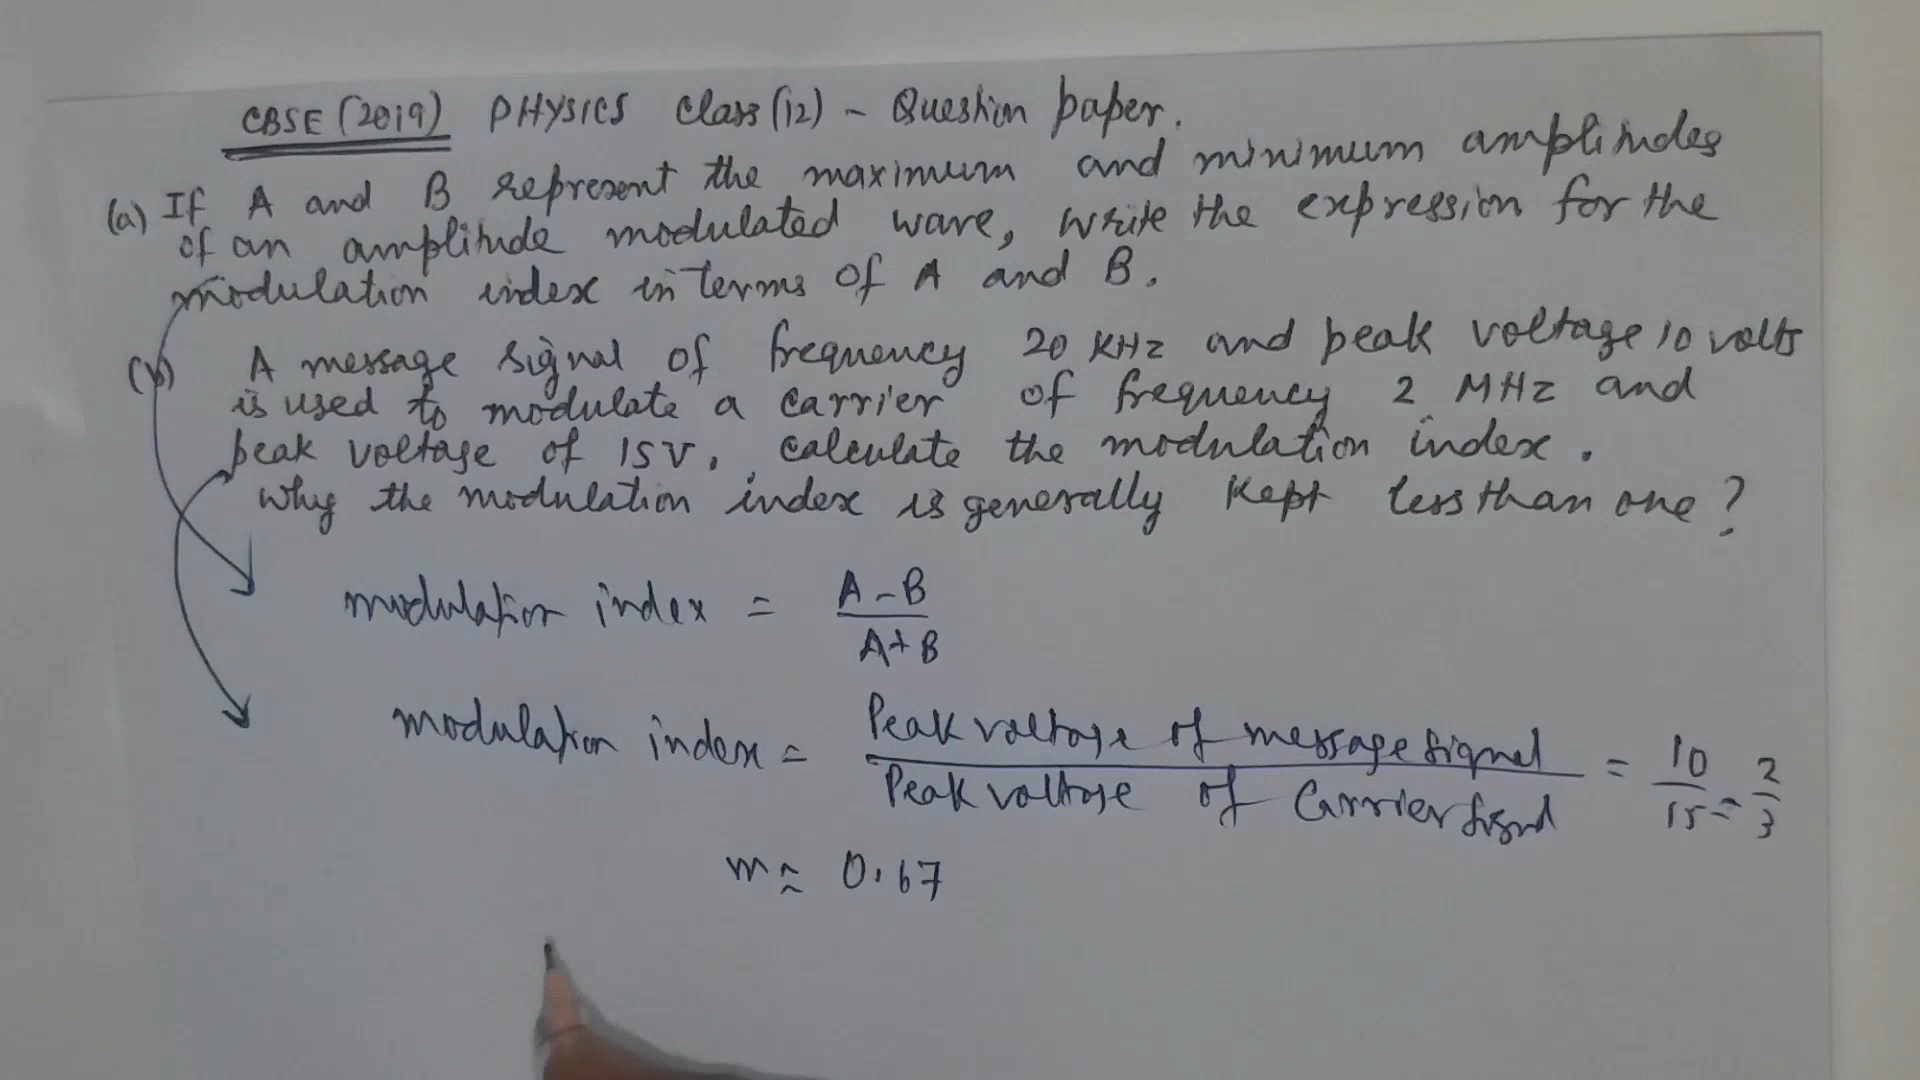 CBSE (2019) PHYSICS Class (12) - Question paper.
(a) If A and B represent the maximum and minimum amplitudes
of an amplitude modulated wave, write the expression for the
modulation index in terms of A and B.
(b) A message signal of frequency 20 KHz and peak voltage 10 volts
is used to modulate a carrier of frequency 2 MHz and
peak voltage of 15V. calculate the modulation index.
Why the modulation index is generally kept less than one?
modulation index = A-B
A+B
modulation index = Peak voltage of message signal = 10 = 2
Peak voltage of Carrier signal 15 3
m ≈ 0.67